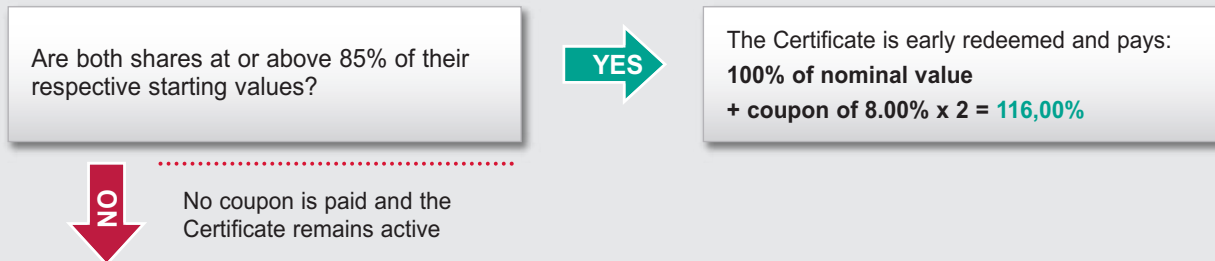 Are both shares at or above 85% of their
respective starting values?
YES
The Certificate is early redeemed and pays:
100% of nominal value
+ coupon of 8.00% x 2 = 116,00%
NO
No coupon is paid and the
Certificate remains active